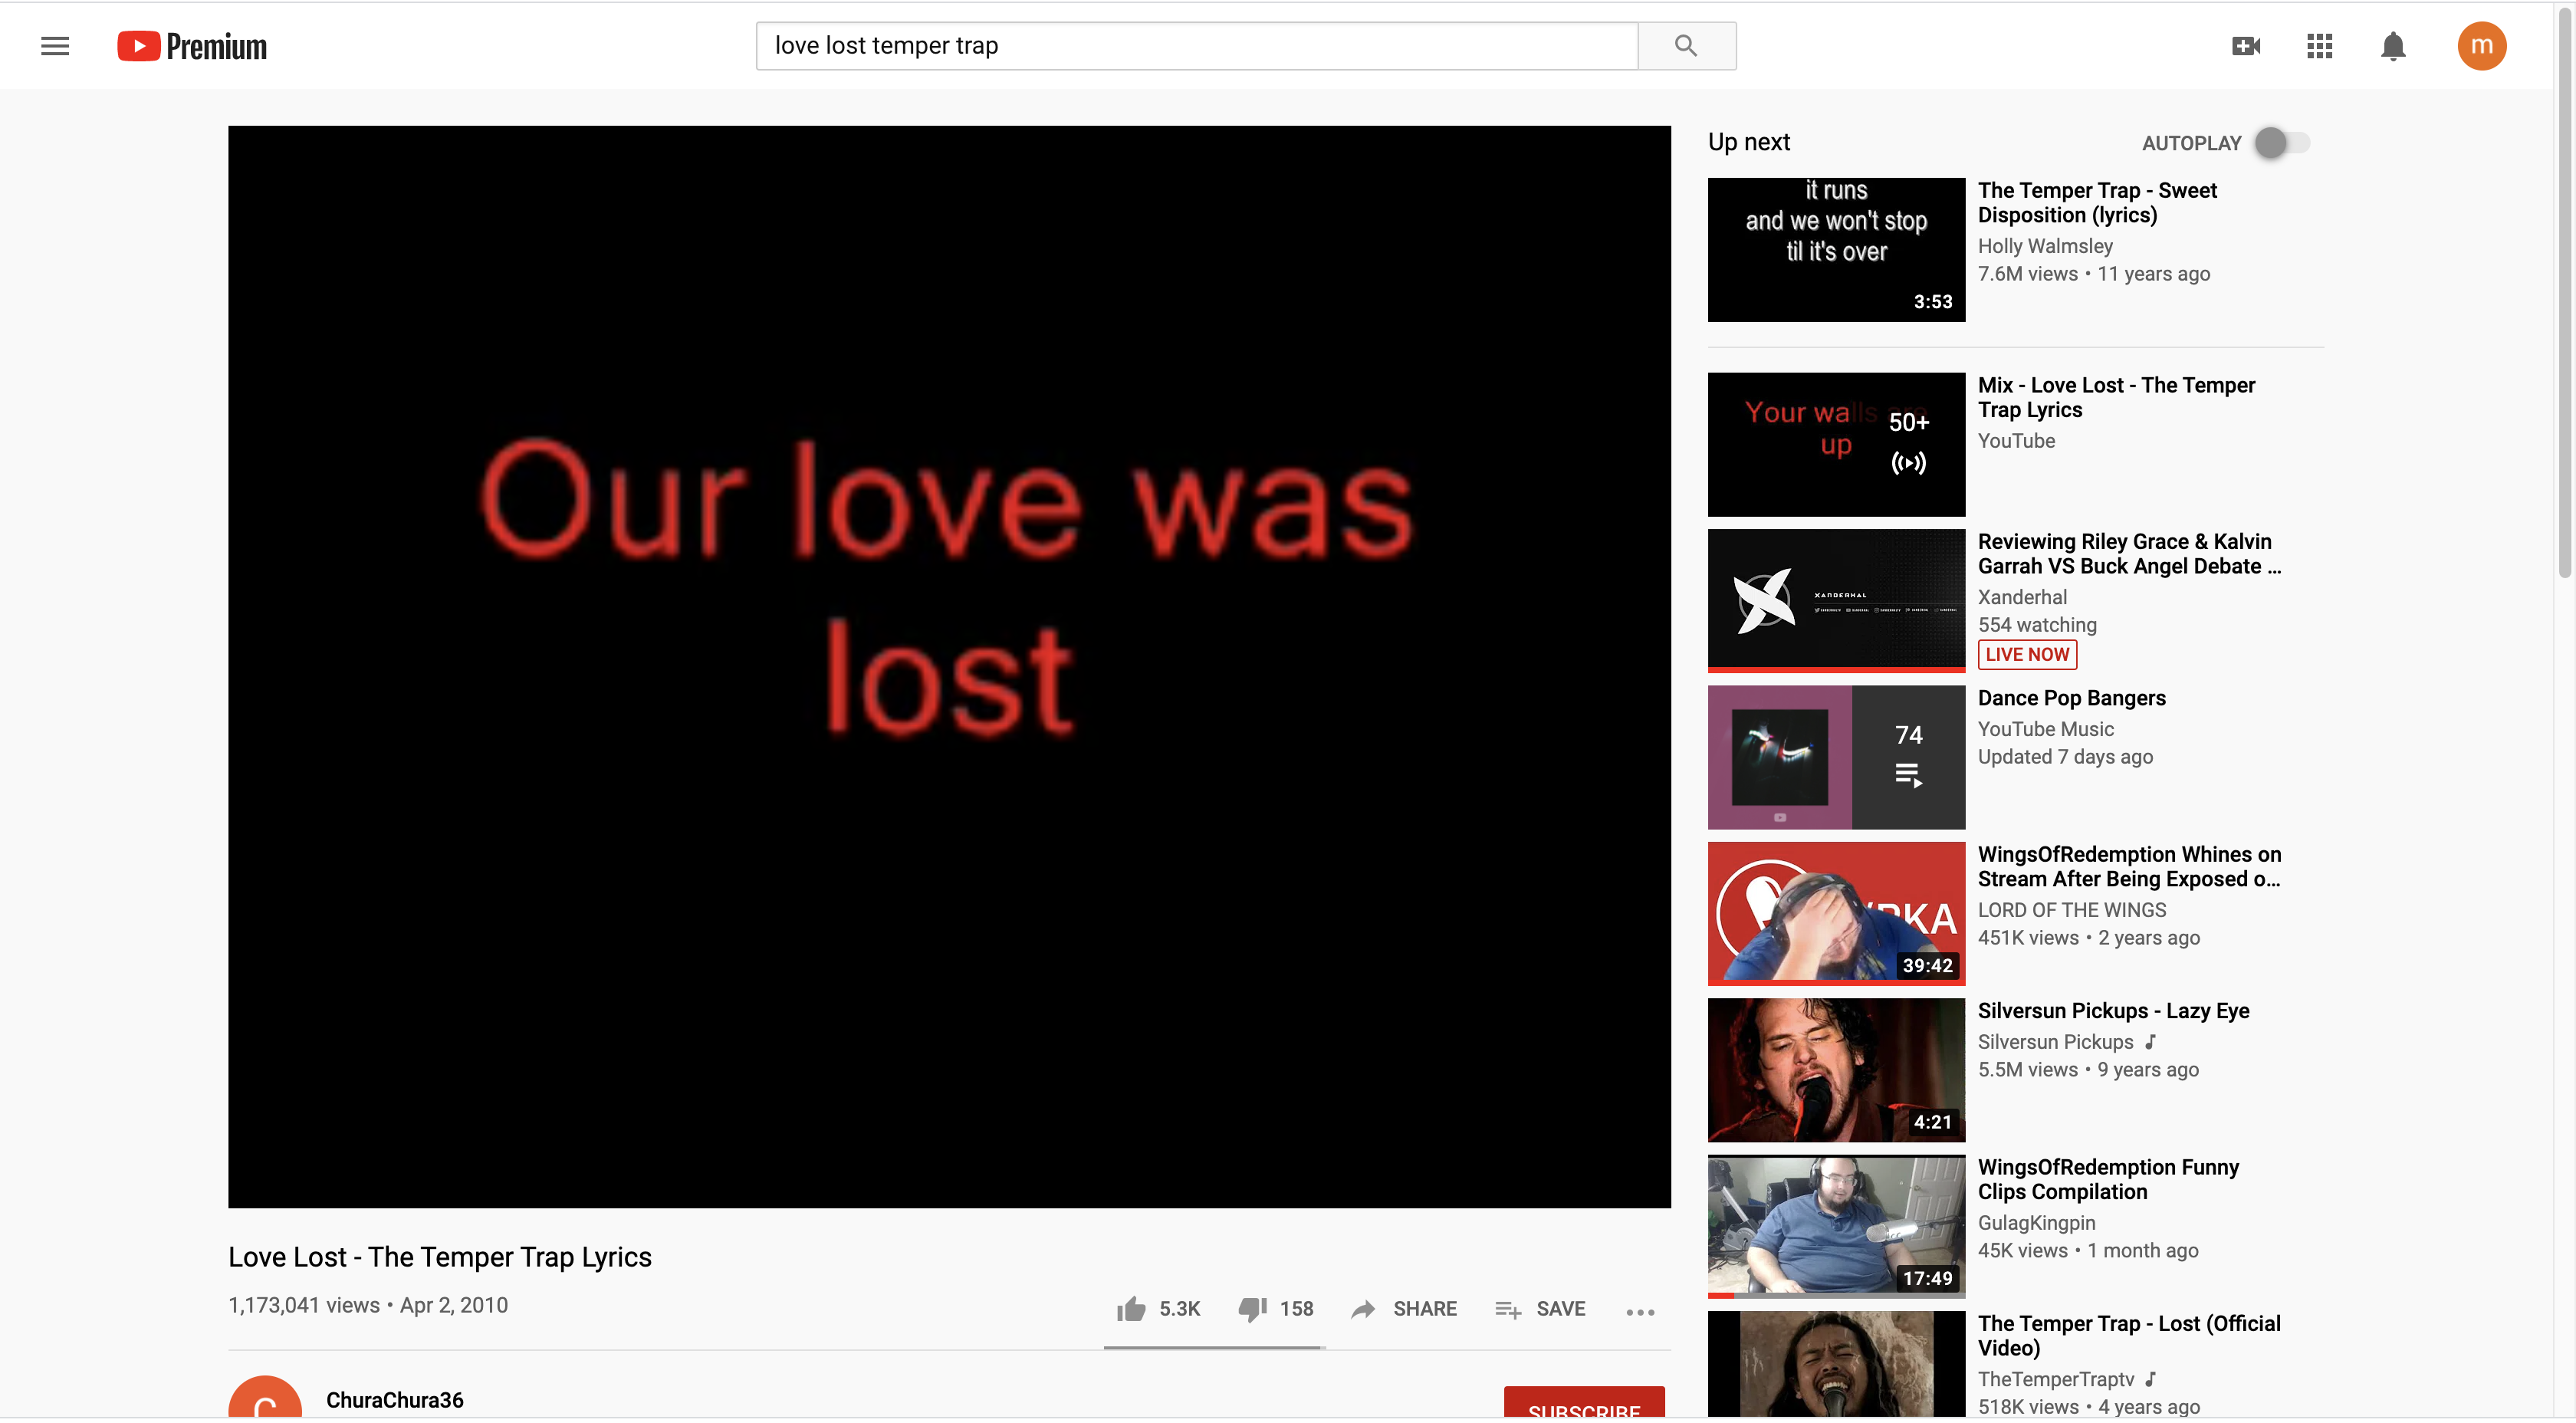 Premium
love lost temper trap
m
Our love was
lost
Love Lost - The Temper Trap Lyrics
1,173,041 views • Apr 2, 2010
5.3K
158
SHARE
SAVE
C
ChuraChura36
SUBSCRIBE
Up next
AUTOPLAY
it runs
and we won't stop
til it's over
3:53
The Temper Trap - Sweet
Disposition (lyrics)
Holly Walmsley
7.6M views • 11 years ago
Your walls are
up
50+
Mix - Love Lost - The Temper
Trap Lyrics
YouTube
XANDERHAL
Reviewing Riley Grace & Kalvin
Garrah VS Buck Angel Debate ...
Xanderhal
554 watching
LIVE NOW
74
Dance Pop Bangers
YouTube Music
Updated 7 days ago
PKA
39:42
WingsOfRedemption Whines on
Stream After Being Exposed o...
LORD OF THE WINGS
451K views • 2 years ago
4:21
Silversun Pickups - Lazy Eye
Silversun Pickups
5.5M views • 9 years ago
17:49
WingsOfRedemption Funny
Clips Compilation
GulagKingpin
45K views • 1 month ago
The Temper Trap - Lost (Official
Video)
TheTemperTraptv
518K views • 4 years ago